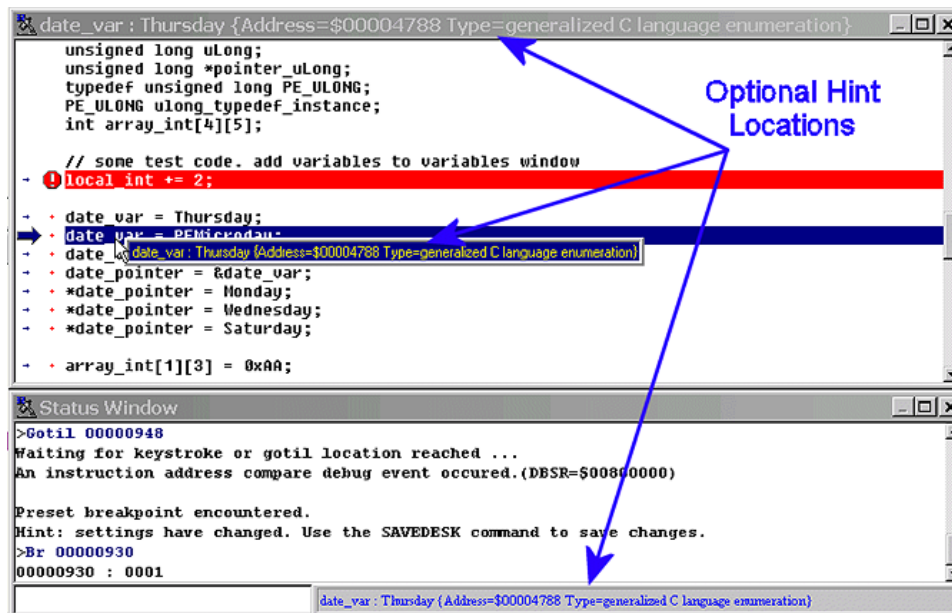 date_var : Thursday {Address=$00004788 Type=generalized C language enumeration}
unsigned long uLong;
unsigned long *pointer_uLong;
typedef unsigned long PE_ULONG;
PE_ULONG ulong_typedef_instance;
int array_int[4][5];
Optional Hint
Locations
// some test code. add variables to variables window
local_int += 2;
date_var = Thursday;
date_var = PEMicroday;
date_
date_var : Thursday {Address=$00004788 Type=generalized C language enumeration}
date_pointer = &date_var;
*date_pointer = Monday;
*date_pointer = Wednesday;
*date_pointer = Saturday;
array_int[1][3] = 0xAA;
Status Window
>Gotil 00000948
Waiting for keystroke or gotil location reached ...
An instruction address compare debug event occured.(DBSR=$00800000)
Preset breakpoint encountered.
Hint: settings have changed. Use the SAVEDESK command to save changes.
>Br 00000930
00000930 : 0001
date_var : Thursday {Address=$00004788 Type=generalized C language enumeration}